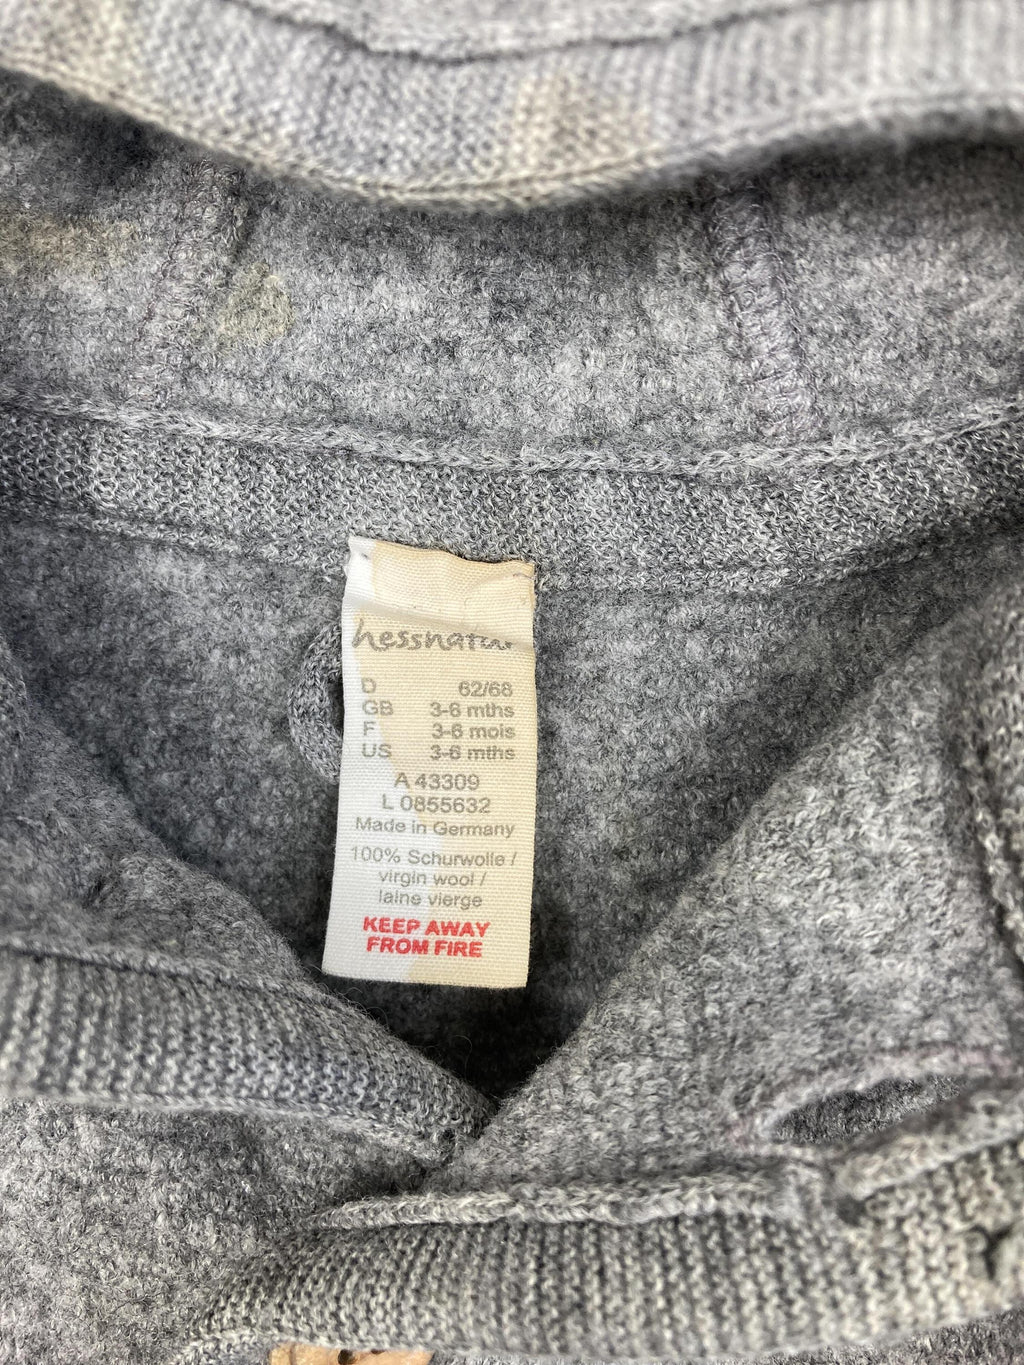 hessnatur
D 62/68
GB 3-6 mths
F 3-6 mois
US 3-6 mths
A 43309
L 0855632
Made in Germany
100% Schurwolle /
virgin wool /
laine vierge
KEEP AWAY
FROM FIRE